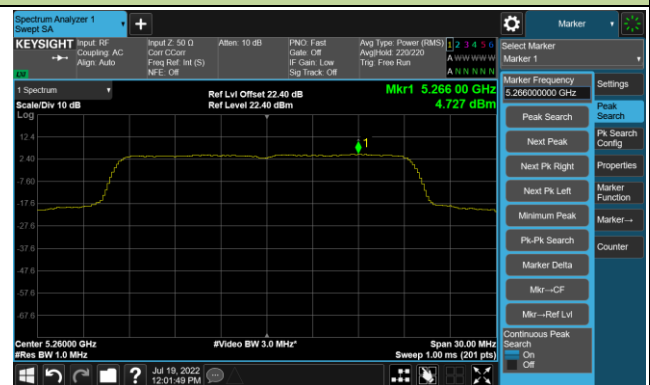 Spectrum Analyzer 1
Swept SA
Marker
KEYSIGHT
Input: RF
Coupling: AC
Align: Auto
Input Z: 50 Ω
Corr CCorr
Freq Ref: Int (S)
NFE: Off
Atten: 10 dB
PNO: Fast
Gate: Off
IF Gain: Low
Sig Track: Off
Avg Type: Power (RMS)
Avg|Hold: 220/220
Trig: Free Run
1 2 3 4 5 6
A W W W W W
A N N N N N
LXI
Select Marker
Marker 1
1 Spectrum
Scale/Div 10 dB
Log
Ref Lvl Offset 22.40 dB
Ref Level 22.40 dBm
Mkr1 5.266 00 GHz
4.727 dBm
12.4
2.40
-7.60
-17.6
-27.6
-37.6
-47.6
-57.6
-67.6
1
Center 5.26000 GHz
#Res BW 1.0 MHz
#Video BW 3.0 MHz*
Span 30.00 MHz
Sweep 1.00 ms (201 pts)
Marker Frequency
5.266000000 GHz
Peak Search
Next Peak
Next Pk Right
Next Pk Left
Minimum Peak
Pk-Pk Search
Marker Delta
Mkr→CF
Mkr→Ref Lvl
Continuous Peak
Search
On
Off
Settings
Peak
Search
Pk Search
Config
Properties
Marker
Function
Marker→
Counter
Jul 19, 2022
12:01:49 PM